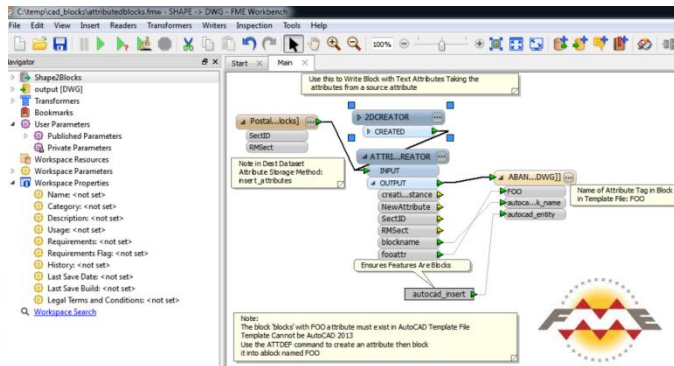 C:\temp\cad_blocks\attributedblocks.fmw - SHAPE -> DWG - FME Workbench
File Edit View Insert Readers Transformers Writers Inspection Tools Help
100%
Navigator
Start
Main
Shape2Blocks
output [DWG]
Transformers
Bookmarks
User Parameters
Published Parameters
Private Parameters
Workspace Resources
Workspace Parameters
Workspace Properties
Name: <not set>
Category: <not set>
Description: <not set>
Usage: <not set>
Requirements: <not set>
Requirements Flag: <not set>
History: <not set>
Last Save Date: <not set>
Last Save Build: <not set>
Legal Terms and Conditions: <not set>
Workspace Search
Use this to Write Block with Text Attributes Taking the
attributes from a source attribute
Postal...locks]
SectID
RMSect
2DCREATOR
CREATED
Note in Dest Dataset
Attribute Storage Method:
insert_attributes
ATTRI...REATOR
INPUT
OUTPUT
creati...stance
NewAttribute
SectID
RMSect
blockname
fooattr
ABAN...DWG]]
FOO
autoca...k_name
autocad_entity
Name of Attribute Tag in Block
in Template File: FOO
Ensures Features Are Blocks
autocad_insert
Note:
The block 'blocks' with FOO attribute must exist in AutoCAD Template File
Template Cannot be AutoCAD 2013
Use the ATTDEF command to create an attribute then block
it into ablock named FOO
FME